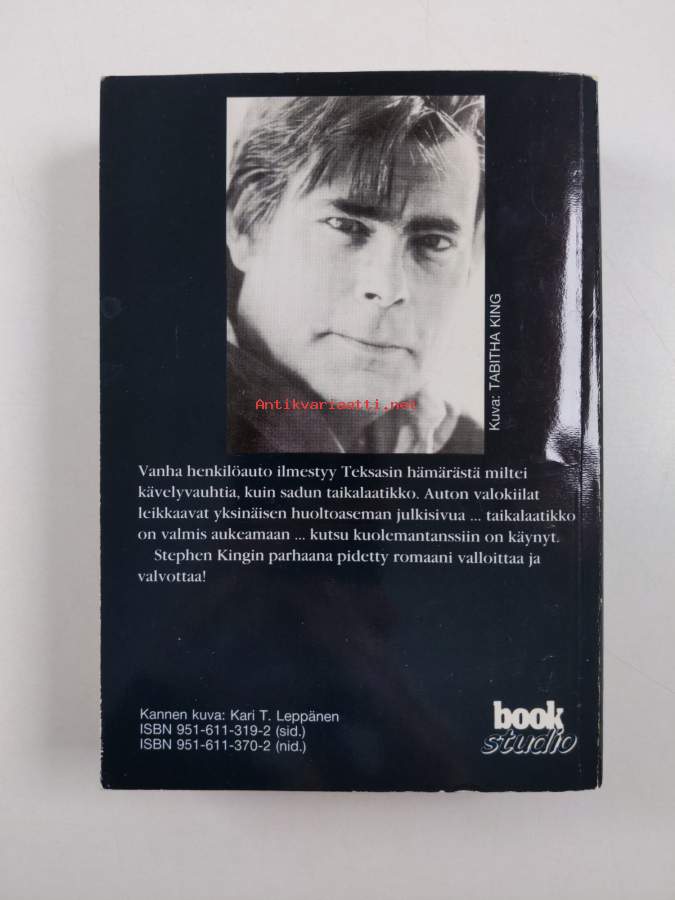 Kuva: TABITHA KING
Antikvariaatti.net
Vanha henkilöauto ilmestyy Teksasin hämärästä miltei
kävelyvauhtia, kuin sadun taikalaatikko. Auton valokiilat
leikkaavat yksinäisen huoltoaseman julkisivua ... taikalaatikko
on valmis aukeamaan ... kutsu kuolemantanssiin on käynyt.
Stephen Kingin parhaana pidetty romaani valloittaa ja
valvottaa!
Kannen kuva: Kari T. Leppänen
ISBN 951-611-319-2 (sid.)
ISBN 951-611-370-2 (nid.)
book
studio